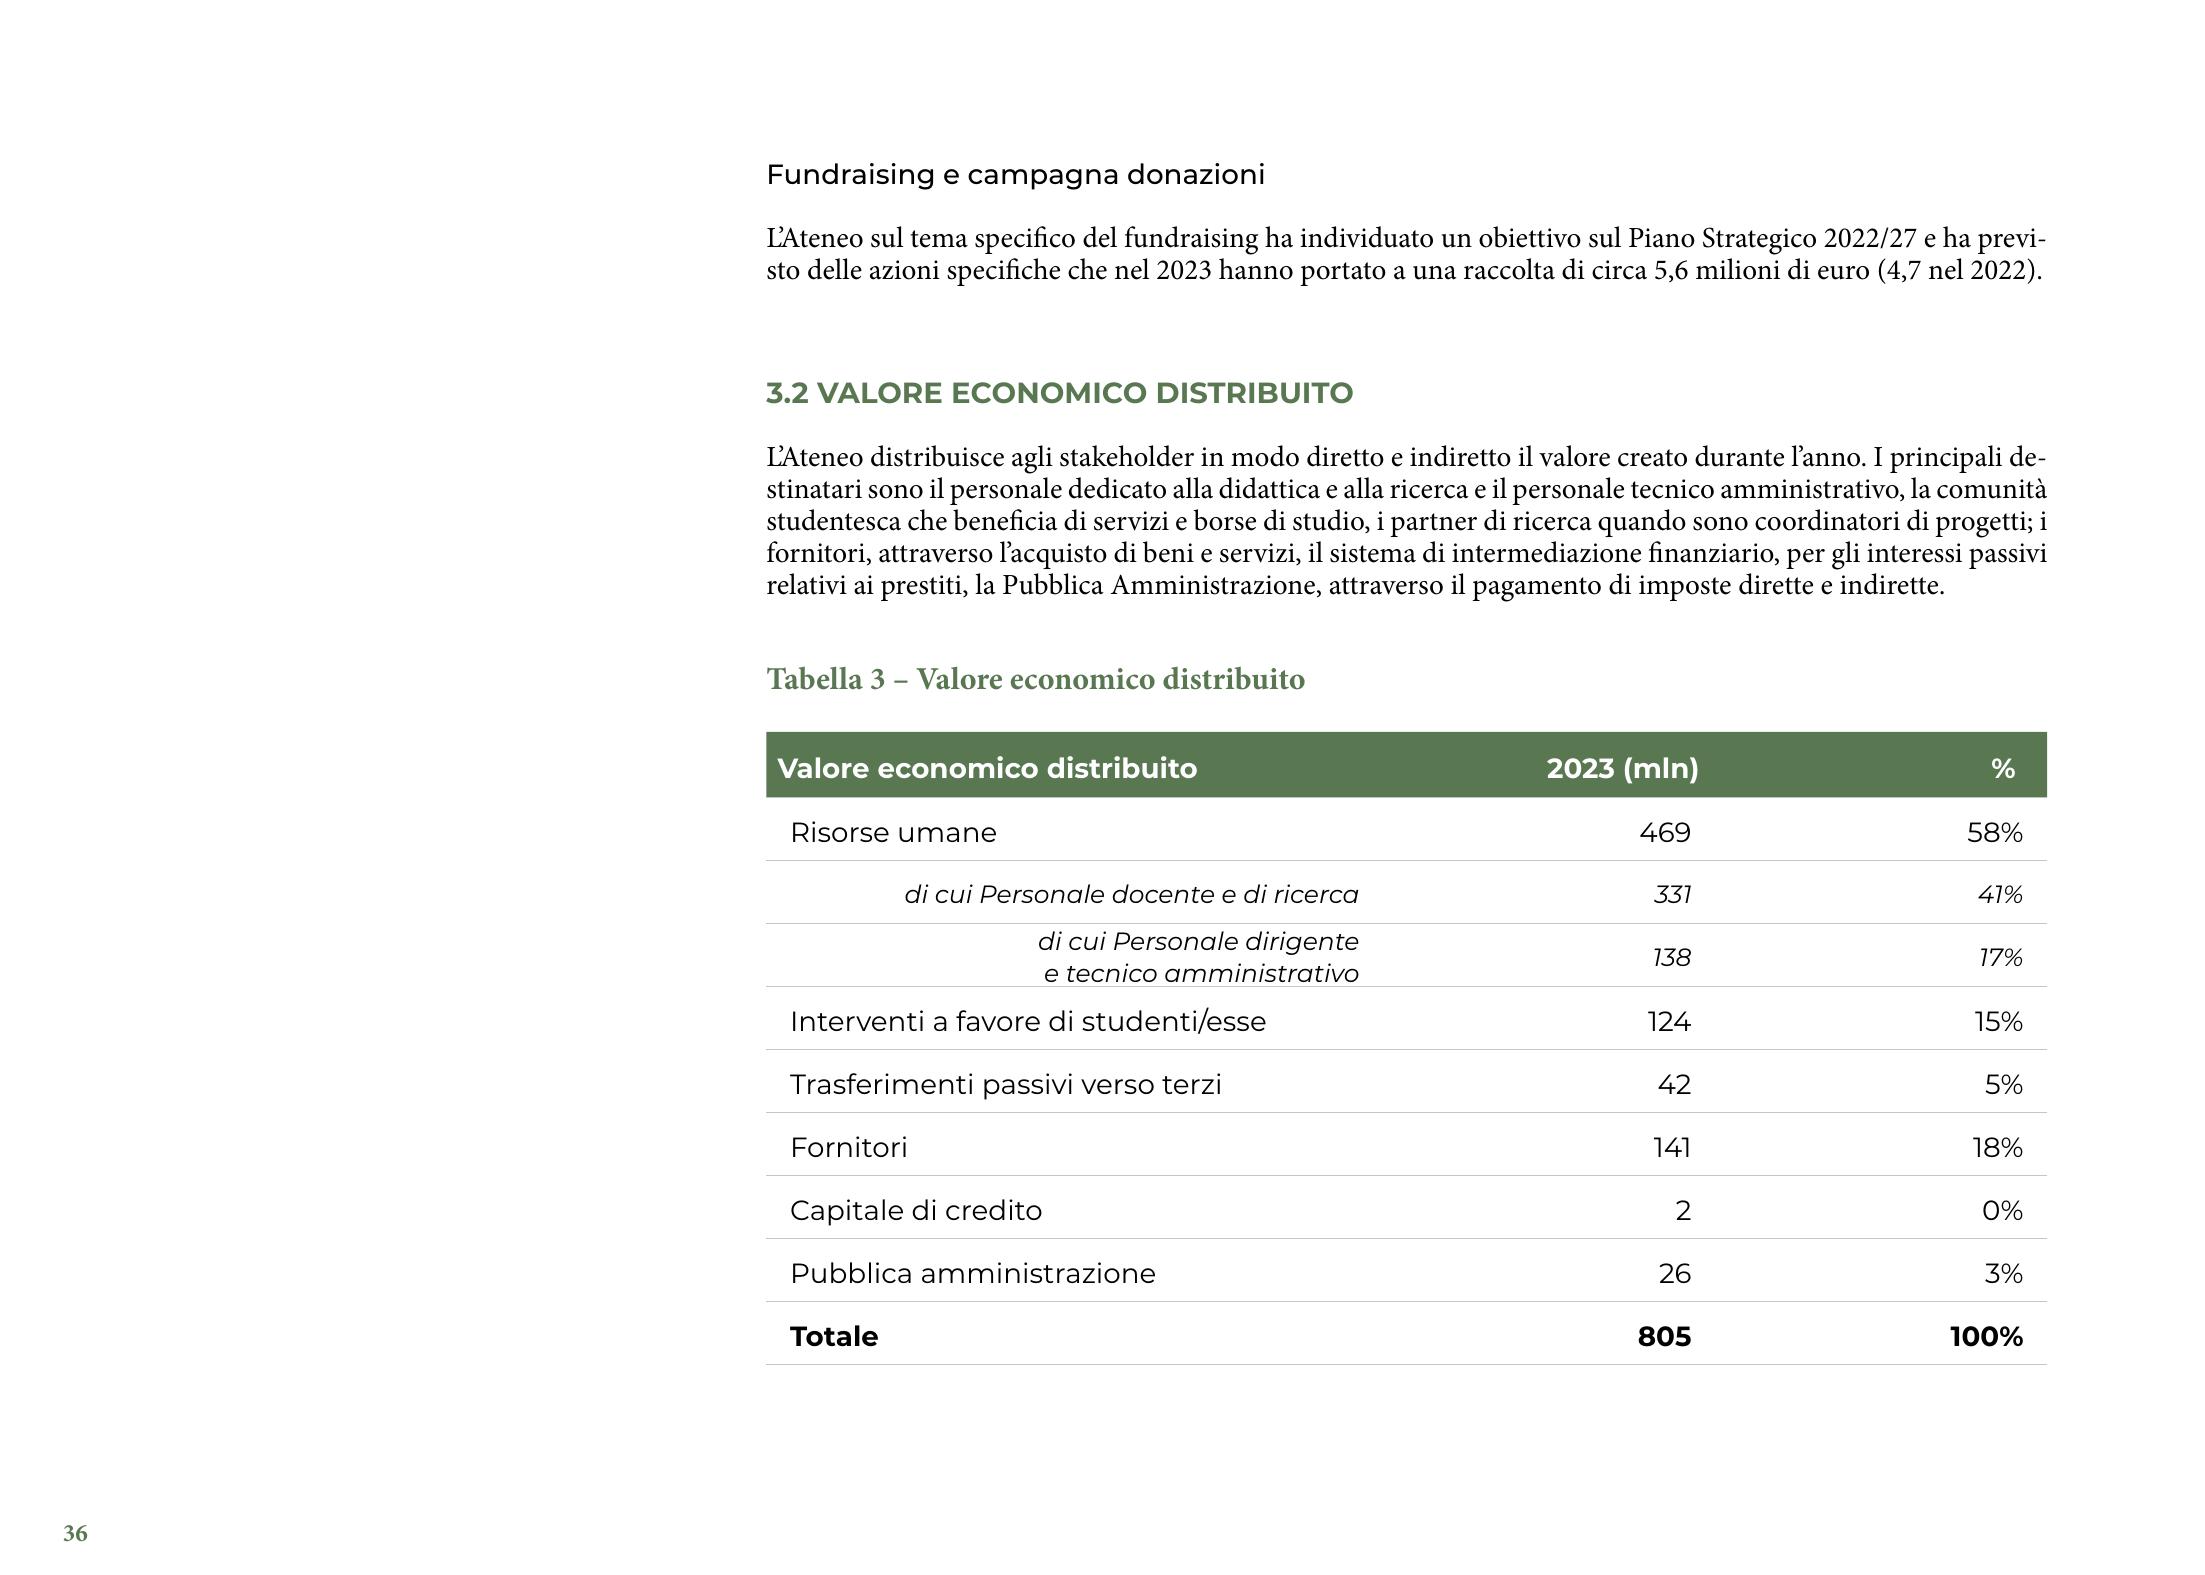 Fundraising e campagna donazioni
L’Ateneo sul tema specifico del fundraising ha individuato un obiettivo sul Piano Strategico 2022/27 e ha previ-
sto delle azioni specifiche che nel 2023 hanno portato a una raccolta di circa 5,6 milioni di euro (4,7 nel 2022).
3.2 VALORE ECONOMICO DISTRIBUITO
L’Ateneo distribuisce agli stakeholder in modo diretto e indiretto il valore creato durante l’anno. I principali de-
stinatari sono il personale dedicato alla didattica e alla ricerca e il personale tecnico amministrativo, la comunità
studentesca che beneficia di servizi e borse di studio, i partner di ricerca quando sono coordinatori di progetti; i
fornitori, attraverso l’acquisto di beni e servizi, il sistema di intermediazione finanziario, per gli interessi passivi
relativi ai prestiti, la Pubblica Amministrazione, attraverso il pagamento di imposte dirette e indirette.
Tabella 3 – Valore economico distribuito
Valore economico distribuito 2023 (mln) %
Risorse umane 469 58%
di cui Personale docente e di ricerca 331 41%
di cui Personale dirigente
e tecnico amministrativo 138 17%
Interventi a favore di studenti/esse 124 15%
Trasferimenti passivi verso terzi 42 5%
Fornitori 141 18%
Capitale di credito 2 0%
Pubblica amministrazione 26 3%
Totale 805 100%
36